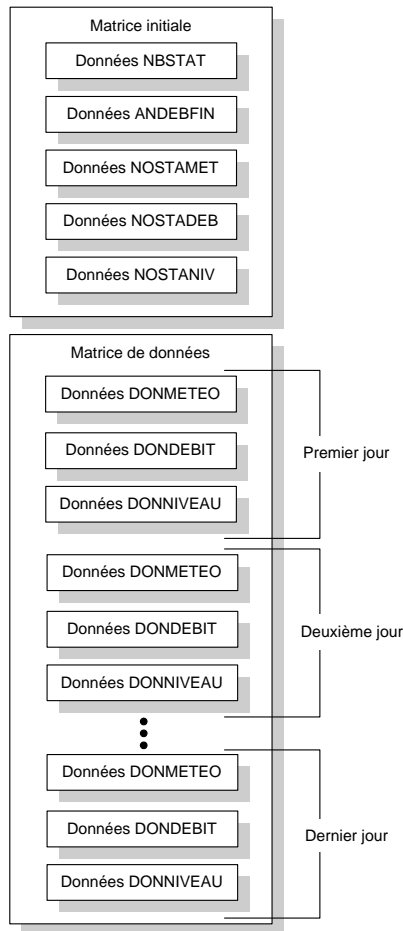 Matrice initiale
Données NBSTAT
Données ANDEBFIN
Données NOSTAMET
Données NOSTADEB
Données NOSTANIV
Matrice de données
Données DONMETEO
Données DONDEBIT
Données DONNIVEAU
Premier jour
Données DONMETEO
Données DONDEBIT
Données DONNIVEAU
Deuxième jour
Données DONMETEO
Données DONDEBIT
Données DONNIVEAU
Dernier jour